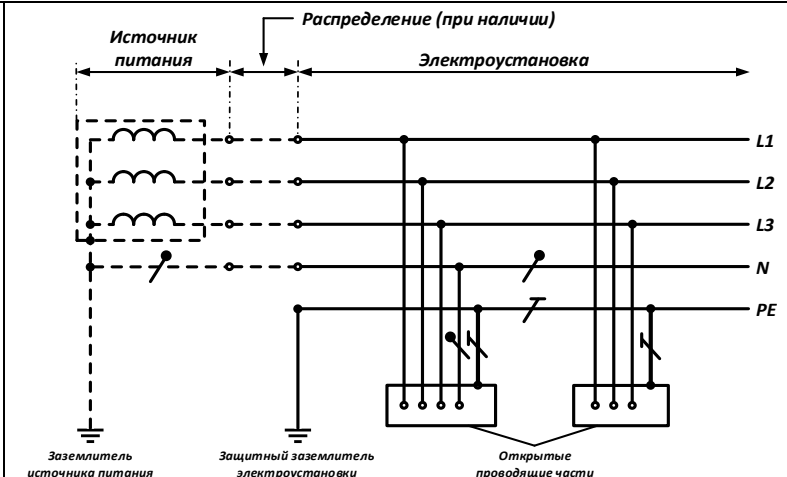 Распределение (при наличии)
Источник
питания
Электроустановка
L1
L2
L3
N
PE
Заземлитель
источника питания
Защитный заземлитель
электроустановки
Открытые
проводящие части